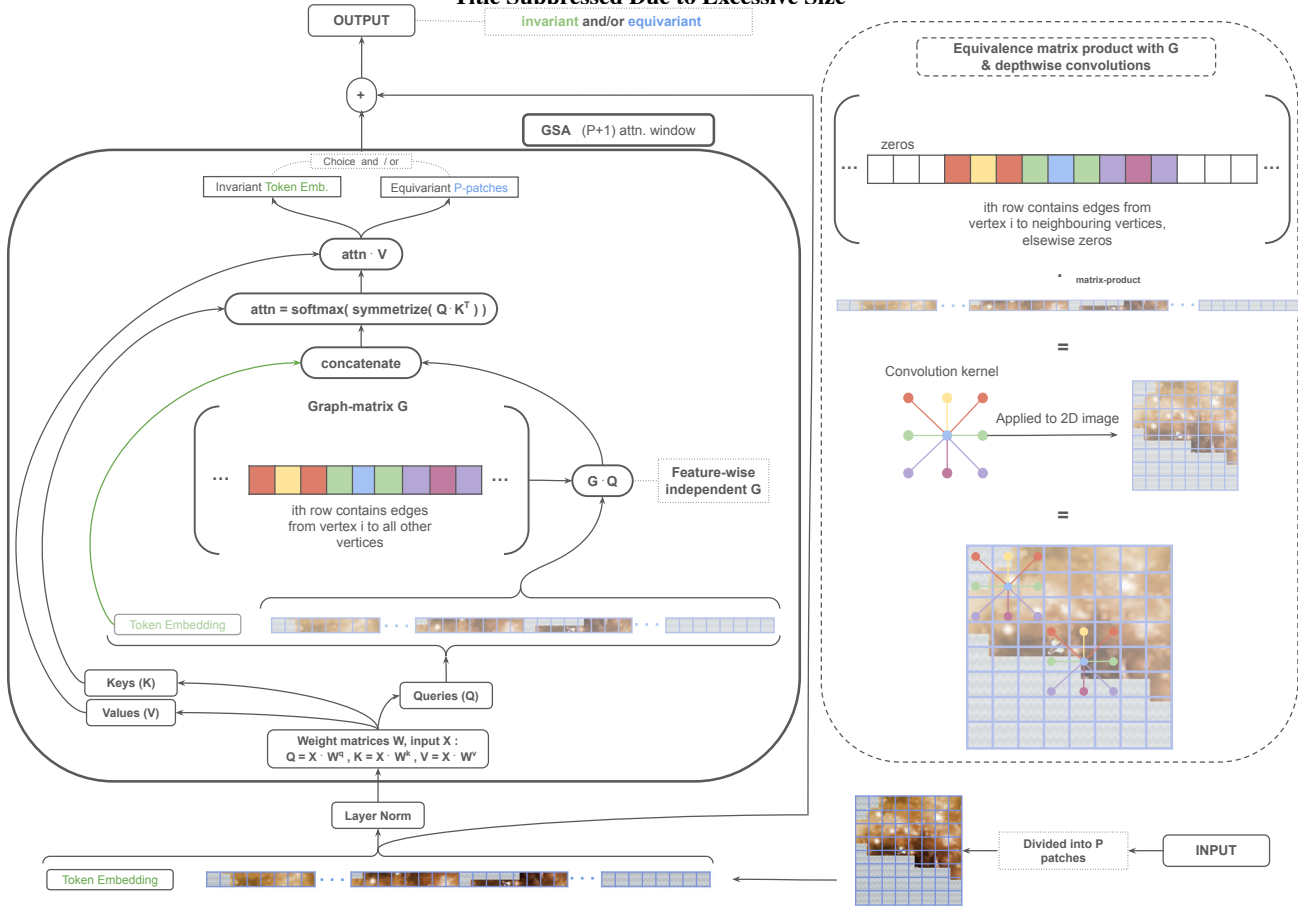 Title Suppressed Due to Excessive Size
OUTPUT
invariant and/or equivariant
+
GSA (P+1) attn. window
Choice and / or
Invariant Token Emb.
Equivariant P-patches
attn · V
attn = softmax( symmetrize( Q · K^T ) )
concatenate
Graph-matrix G
...
...
ith row contains edges
from vertex i to all other
vertices
G · Q
Feature-wise
independent G
Token Embedding
· · ·
· · ·
Keys (K)
Values (V)
Queries (Q)
Weight matrices W, input X :
Q = X · W^q , K = X · W^k , V = X · W^v
Layer Norm
Token Embedding
· · ·
· · ·
Equivalence matrix product with G
& depthwise convolutions
zeros
...
...
ith row contains edges from
vertex i to neighbouring vertices,
elsewise zeros
· matrix-product
· · ·
· · ·
=
Convolution kernel
Applied to 2D image
=
Divided into P
patches
INPUT